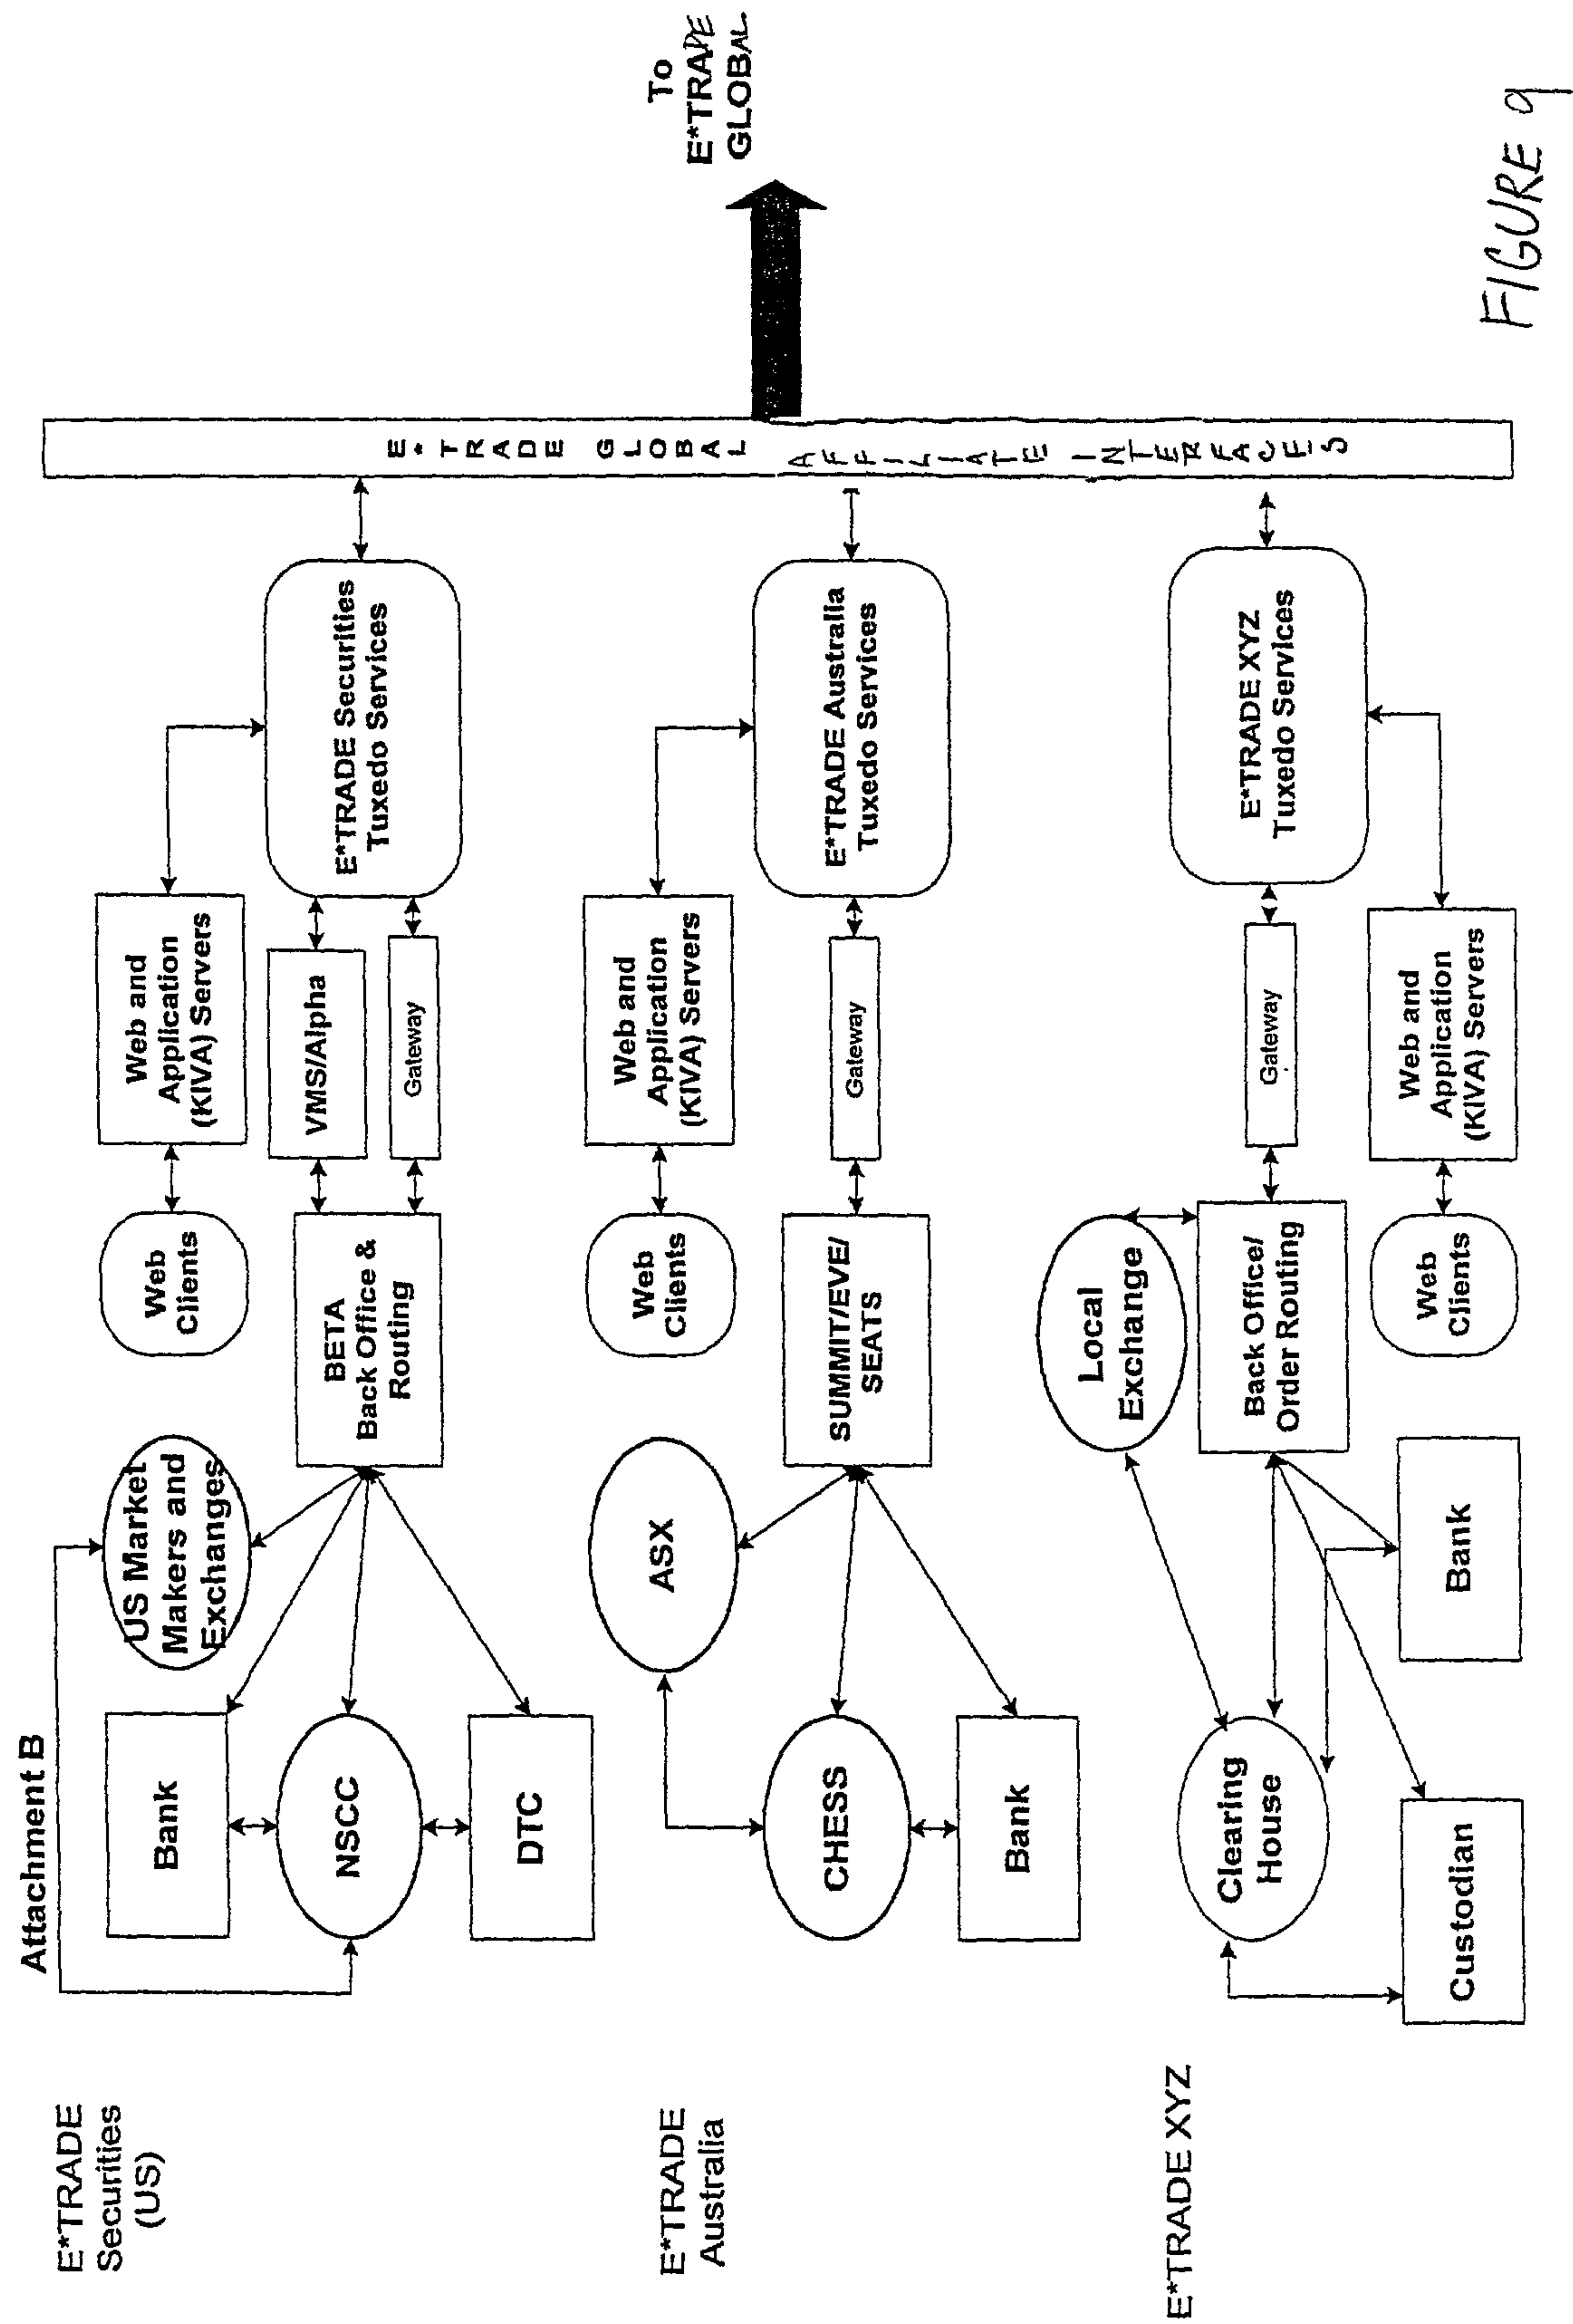 Attachment B
E*TRADE
Securities
(US)
Bank
NSCC
DTC
US Market
Makers and
Exchanges
BETA
Back Office &
Routing
Web
Clients
Web and
Application
(KIVA) Servers
VMS/Alpha
Gateway
E*TRADE Securities
Tuxedo Services
E*TRADE
Australia
ASX
CHESS
Bank
SUMMIT/EVE/
SEATS
Web
Clients
Web and
Application
(KIVA) Servers
Gateway
E*TRADE Australia
Tuxedo Services
E*TRADE XYZ
Clearing
House
Custodian
Bank
Local
Exchange
Back Office/
Order Routing
Web
Clients
Gateway
Web and
Application
(KIVA) Servers
E*TRADE XYZ
Tuxedo Services
E* TRADE GLOBAL AFFILIATE INTERFACES
To
E*TRADE
GLOBAL
FIGURE 9